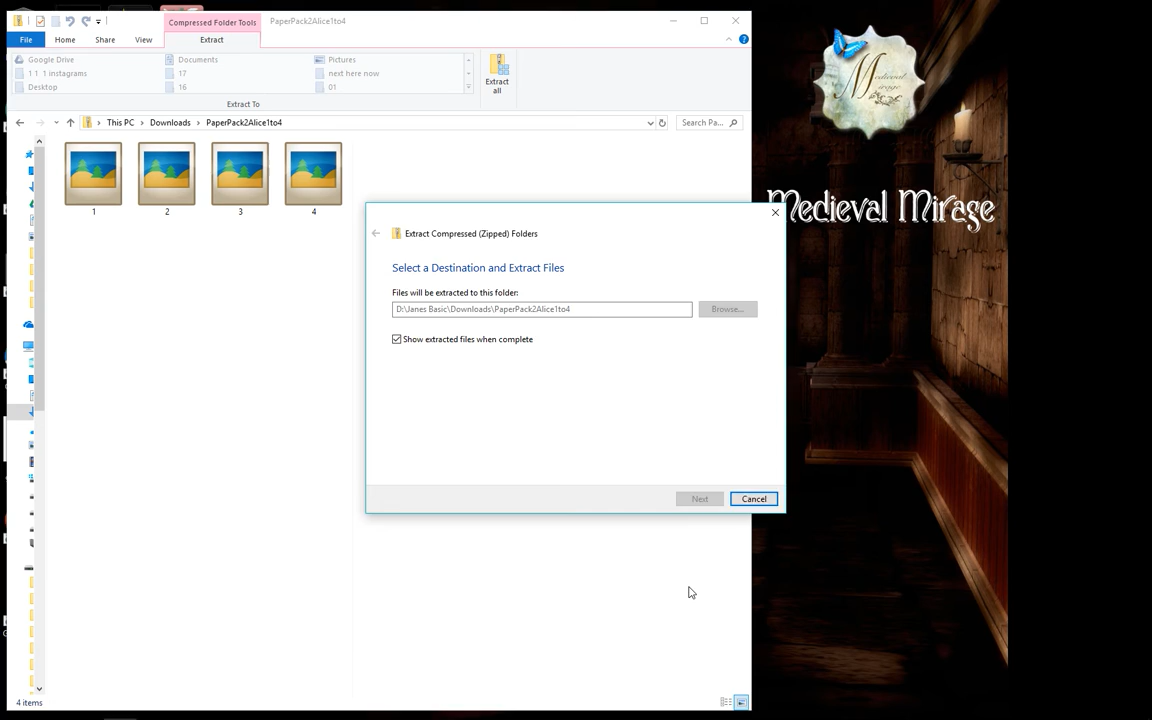 Compressed Folder Tools
PaperPack2Alice1to4
File
Home
Share
View
Extract
Google Drive
Documents
Pictures
1 1 1 instagrams
17
next here now
Desktop
16
01
Extract
all
Extract To
This PC
Downloads
PaperPack2Alice1to4
Search Pa...
1
2
3
4
Extract Compressed (Zipped) Folders
Select a Destination and Extract Files
Files will be extracted to this folder:
D:\Janes Basic\Downloads\PaperPack2Alice1to4
Browse...
Show extracted files when complete
Next
Cancel
4 items
Medieval
Mirage
Medieval Mirage